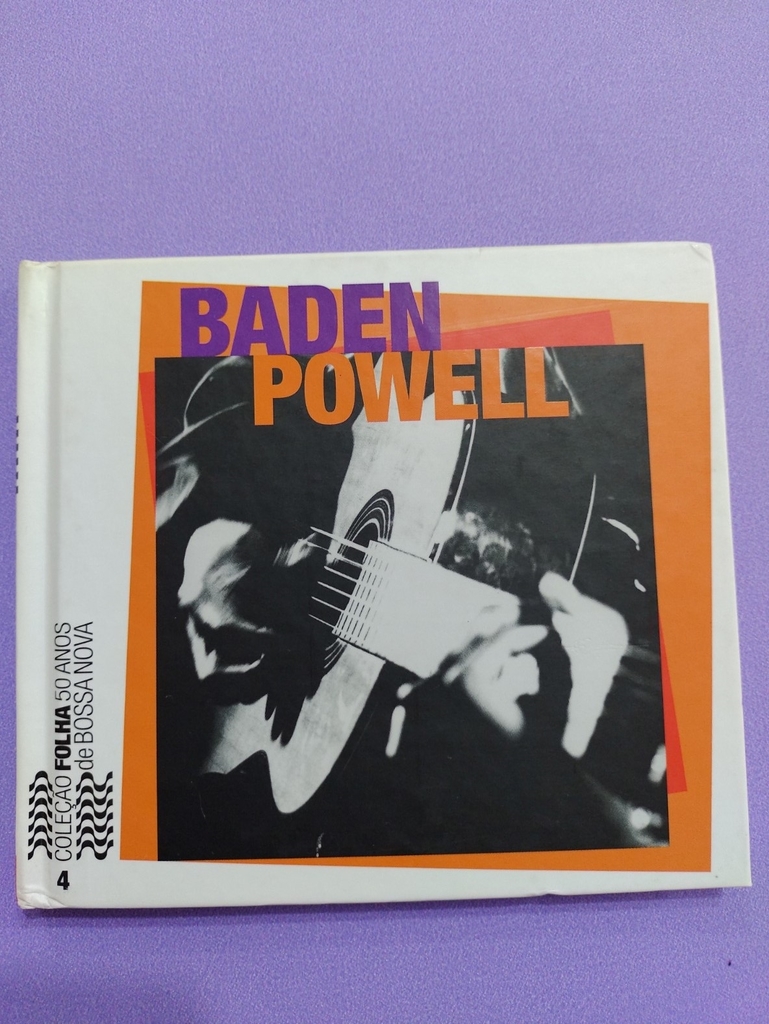 BADEN
POWELL
COLEÇÃO FOLHA 50 ANOS
de BOSSA NOVA
4